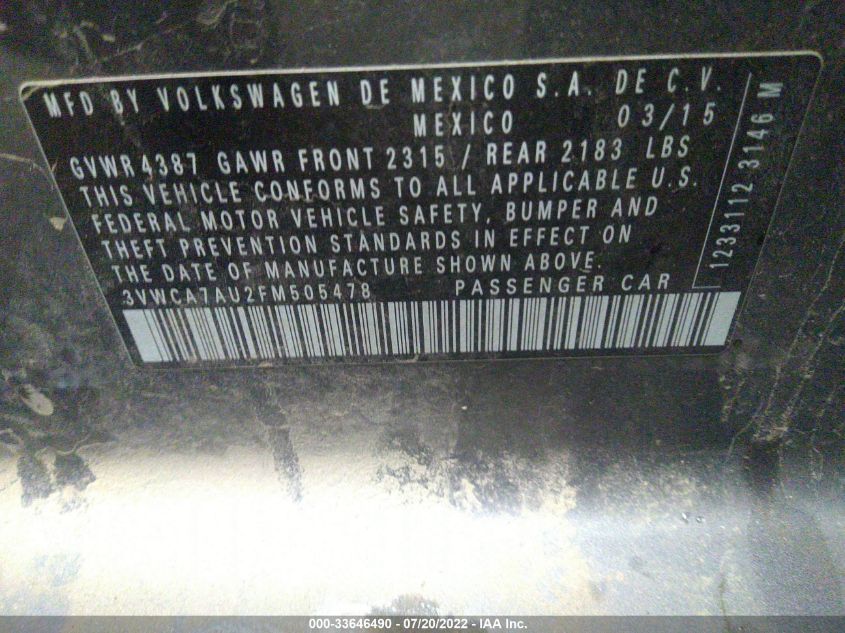 MFD BY VOLKSWAGEN DE MEXICO S.A. DE C.V.
MEXICO 03/15
GVWR 4387 GAWR FRONT 2315 / REAR 2183 LBS
THIS VEHICLE CONFORMS TO ALL APPLICABLE U.S.
FEDERAL MOTOR VEHICLE SAFETY, BUMPER AND
THEFT PREVENTION STANDARDS IN EFFECT ON
THE DATE OF MANUFACTURE SHOWN ABOVE.
3VWCA7AU2FM505478 PASSENGER CAR
1233112 3146 M
000-33646490 - 07/20/2022 - IAA Inc.